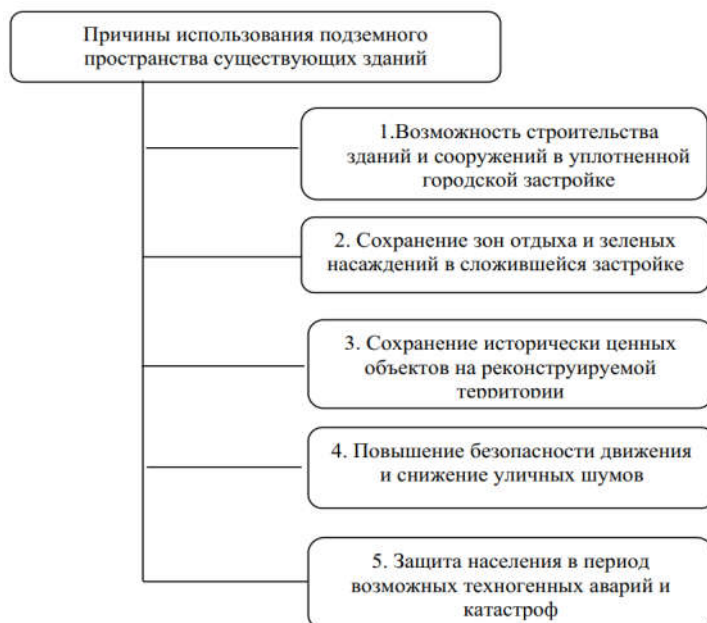 Причины использования подземного
пространства существующих зданий
1.Возможность строительства
зданий и сооружений в уплотненной
городской застройке
2. Сохранение зон отдыха и зеленых
насаждений в сложившейся застройке
3. Сохранение исторически ценных
объектов на реконструируемой
территории
4. Повышение безопасности движения
и снижение уличных шумов
5. Защита населения в период
возможных техногенных аварий и
катастроф